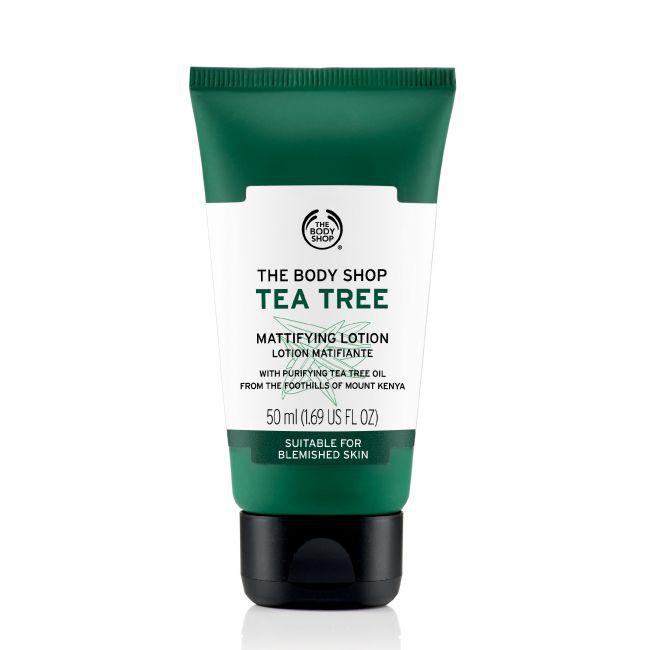 THE
BODY
SHOP
®
THE BODY SHOP
TEA TREE
MATTIFYING LOTION
LOTION MATIFIANTE
WITH PURIFYING TEA TREE OIL
FROM THE FOOTHILLS OF MOUNT KENYA
50 ml (1.69 US FL OZ)
SUITABLE FOR
BLEMISHED SKIN